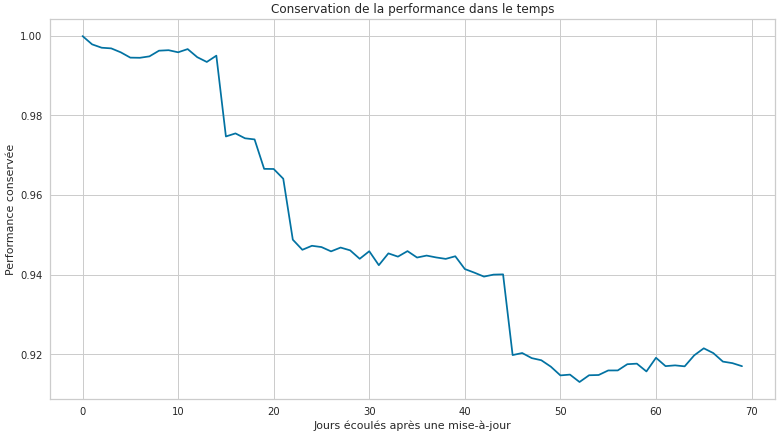 Conservation de la performance dans le temps
1.00
0.98
0.96
0.94
0.92
Performance conservée
0 10 20 30 40 50 60 70
Jours écoulés après une mise-à-jour